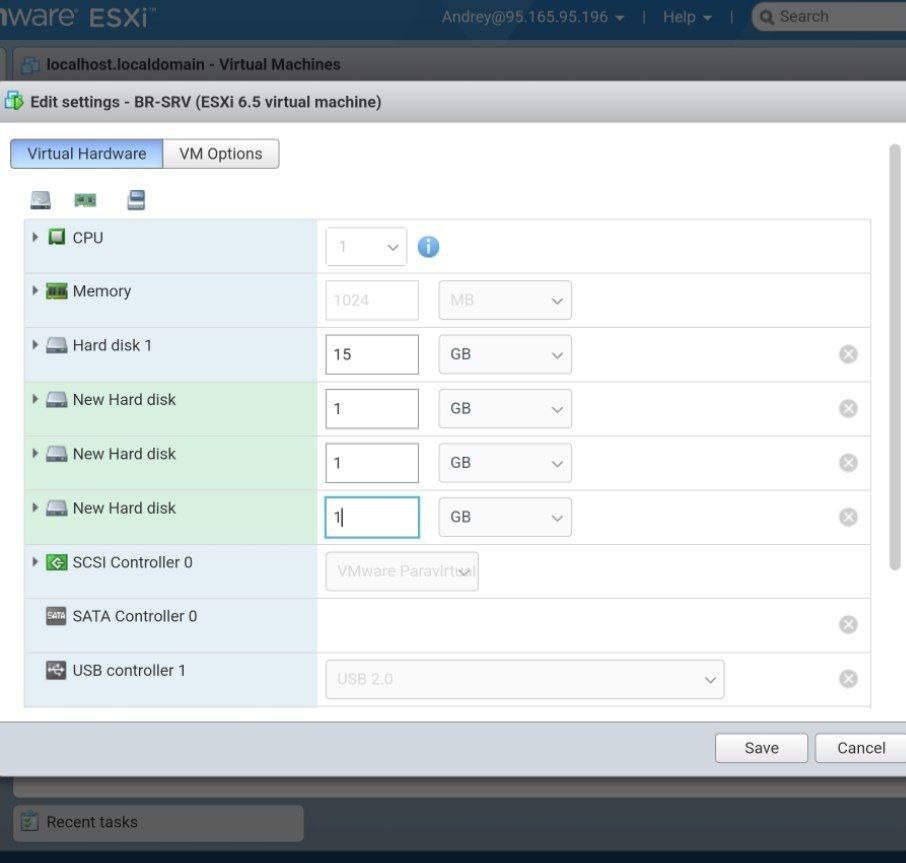 mware® ESXi™
Andrey@95.165.95.196 | Help | Search
localhost.localdomain - Virtual Machines
Edit settings - BR-SRV (ESXi 6.5 virtual machine)
Virtual Hardware VM Options
CPU 1 i
Memory 1024 MB
Hard disk 1 15 GB
New Hard disk 1 GB
New Hard disk 1 GB
New Hard disk 1 GB
SCSI Controller 0 VMware Paravirtual
SATA SATA Controller 0
USB controller 1 USB 2.0
Save Cancel
Recent tasks